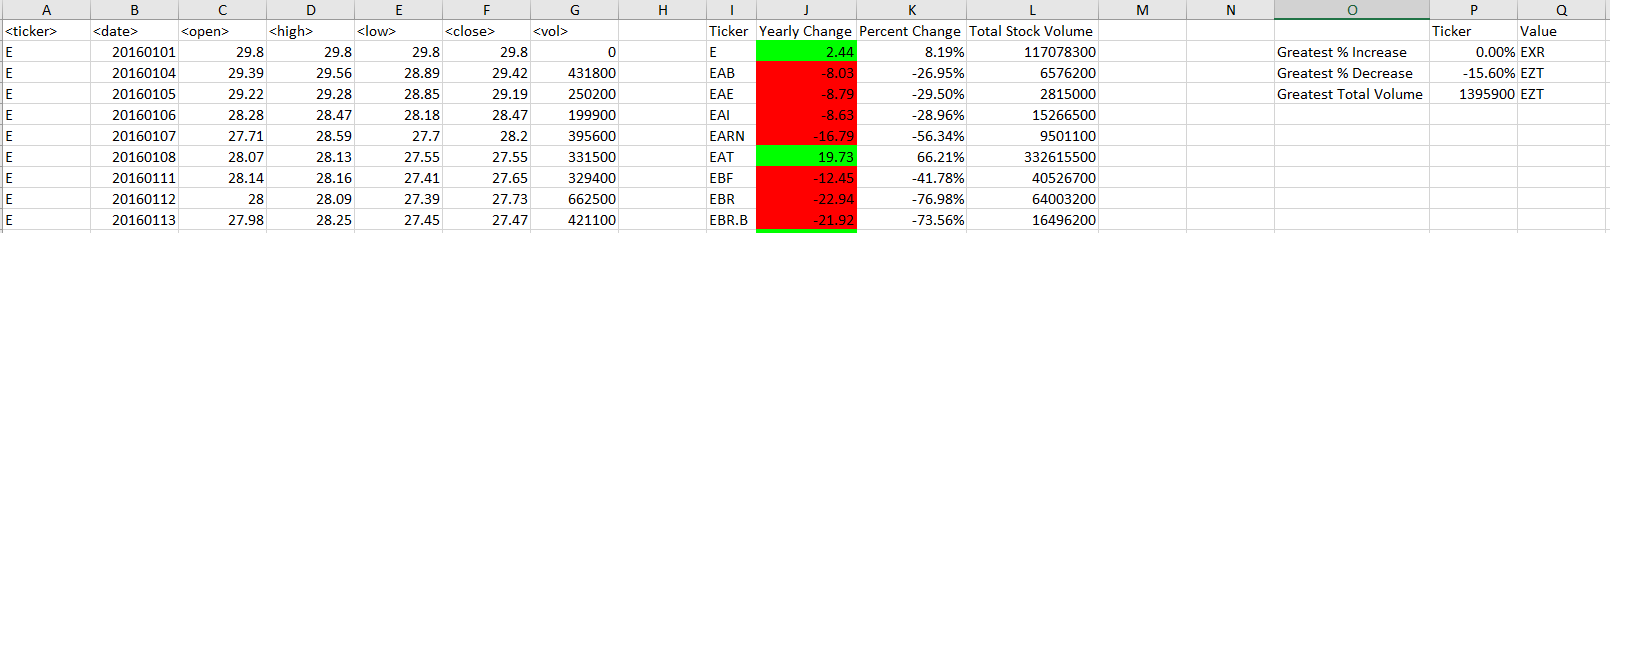 A B C D E F G H I J K L M N O P Q
<ticker> <date> <open> <high> <low> <close> <vol> Ticker Yearly Change Percent Change Total Stock Volume Ticker Value
E 20160101 29.8 29.8 29.8 29.8 0 E 2.44 8.19% 117078300 Greatest % Increase 0.00% EXR
E 20160104 29.39 29.56 28.89 29.42 431800 EAB -8.03 -26.95% 6576200 Greatest % Decrease -15.60% EZT
E 20160105 29.22 29.28 28.85 29.19 250200 EAE -8.79 -29.50% 2815000 Greatest Total Volume 1395900 EZT
E 20160106 28.28 28.47 28.18 28.47 199900 EAI -8.63 -28.96% 15266500
E 20160107 27.71 28.59 27.7 28.2 395600 EARN -16.79 -56.34% 9501100
E 20160108 28.07 28.13 27.55 27.55 331500 EAT 19.73 66.21% 332615500
E 20160111 28.14 28.16 27.41 27.65 329400 EBF -12.45 -41.78% 40526700
E 20160112 28 28.09 27.39 27.73 662500 EBR -22.94 -76.98% 64003200
E 20160113 27.98 28.25 27.45 27.47 421100 EBR.B -21.92 -73.56% 16496200